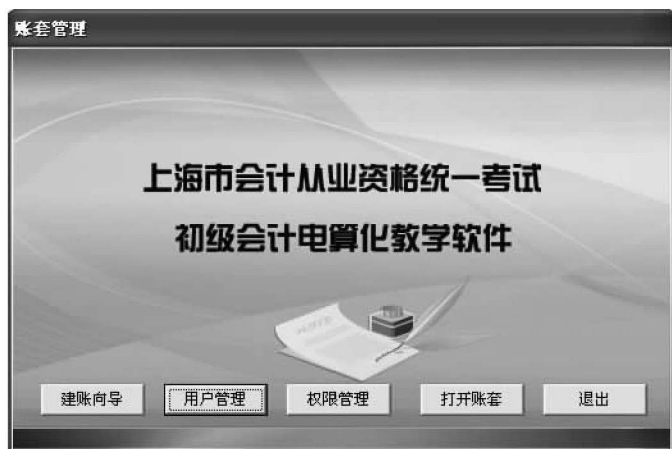 账套管理
上海市会计从业资格统一考试
初级会计电算化教学软件
建账向导 用户管理 权限管理 打开账套 退出